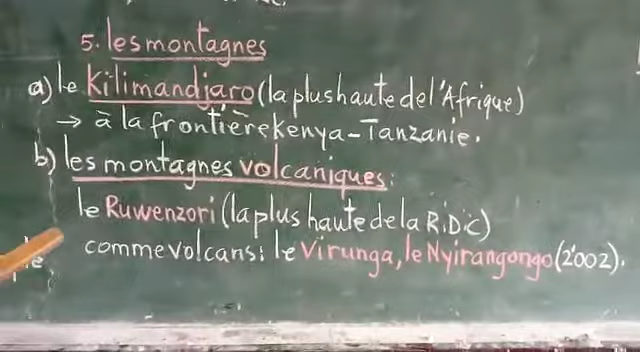 5. les montagnes
a) le Kilimandjaro (la plus haute de l'Afrique)
→ à la frontière Kenya-Tanzanie.
b) les montagnes volcaniques:
le Ruwenzori (la plus haute de la R.D.C)
comme volcans: le Virunga, le Nyirangongo (2002).